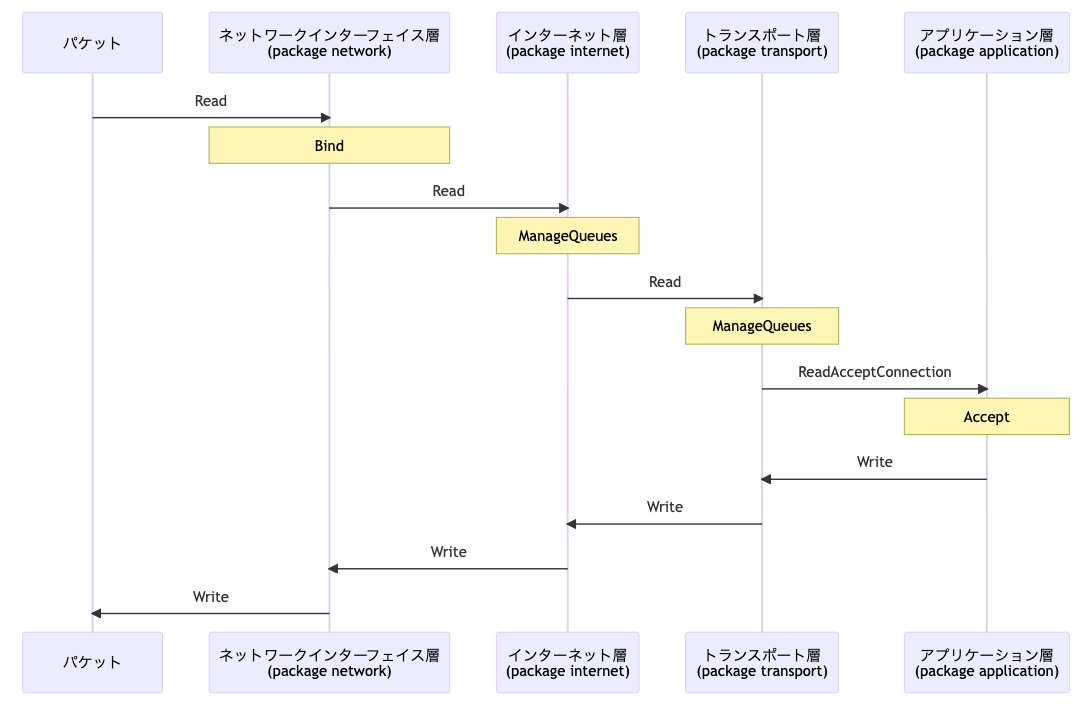 パケット
ネットワークインターフェイス層
(package network)
インターネット層
(package internet)
トランスポート層
(package transport)
アプリケーション層
(package application)
Read
Bind
Read
ManageQueues
Read
ManageQueues
ReadAcceptConnection
Accept
Write
Write
Write
Write
パケット
ネットワークインターフェイス層
(package network)
インターネット層
(package internet)
トランスポート層
(package transport)
アプリケーション層
(package application)